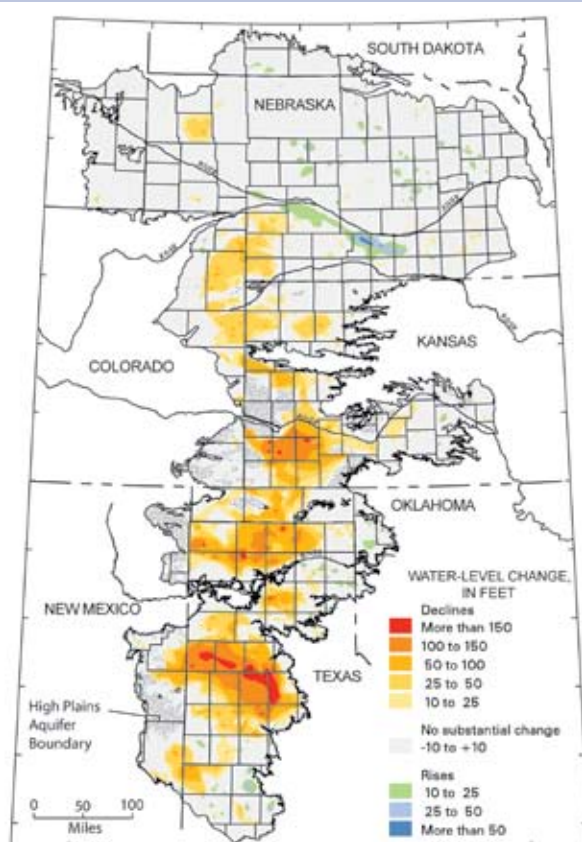 SOUTH DAKOTA
NEBRASKA
COLORADO
KANSAS
OKLAHOMA
NEW MEXICO
TEXAS
High Plains
Aquifer
Boundary
0 50 100
Miles
WATER-LEVEL CHANGE,
IN FEET
Declines
More than 150
100 to 150
50 to 100
25 to 50
10 to 25
No substantial change
-10 to +10
Rises
10 to 25
25 to 50
More than 50